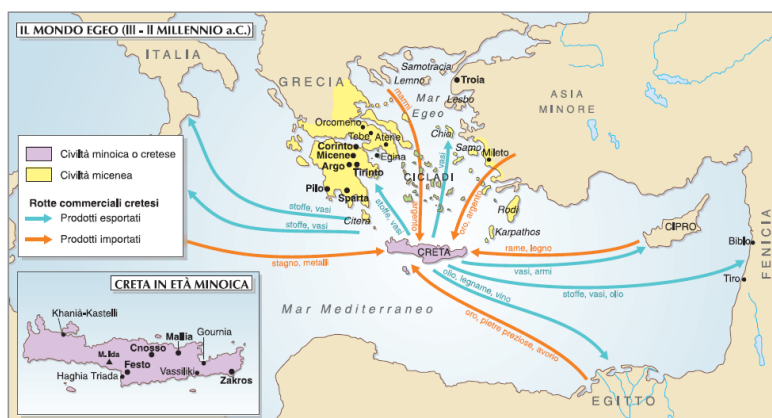 IL MONDO EGEO (III - II MILLENNIO a.C.)
ITALIA
GRECIA
Samotracia
Lemno
Troia
Mar
Egeo
Lesbo
ASIA
MINORE
marmi
Orcomeno
Tebe
Atene
Chio
Corinto
Micene
Egina
Samo
Mileto
Argo
Tirinto
CICLADI
vasi
Pilo
Sparta
argento
oro, argento
Rodi
Citera
stoffe, vasi
stoffe, vasi
stoffe, vasi
Karpathos
CRETA
rame, legno
CIPRO
Biblo
FENICIA
Tiro
stagno, metalli
vasi, armi
stoffe, vasi, olio
olio, legname, vino
oro, pietre preziose, avorio
Mar Mediterraneo
EGITTO
Civiltà minoica o cretese
Civiltà micenea
Rotte commerciali cretesi
Prodotti esportati
Prodotti importati
CRETA IN ETÀ MINOICA
Khanià-Kastelli
Mallia
Gournia
Cnosso
M. Ida
Festo
Haghia Triada
Vassiliki
Zakros